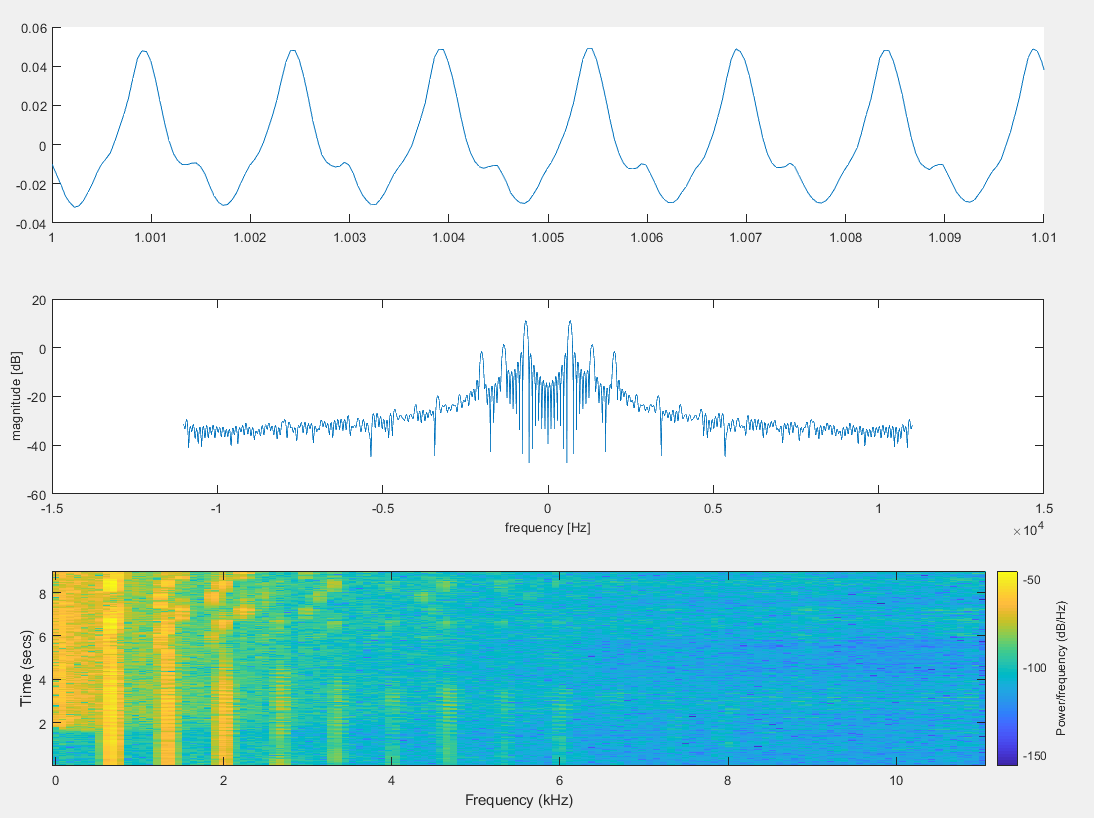 0.06
0.04
0.02
0
-0.02
-0.04
1 1.001 1.002 1.003 1.004 1.005 1.006 1.007 1.008 1.009 1.01
magnitude [dB]
20
0
-20
-40
-60
-1.5 -1 -0.5 0 0.5 1 1.5
frequency [Hz]
×10^4
Time (secs)
8
6
4
2
0 2 4 6 8 10
Frequency (kHz)
-50
-100
-150
Power/frequency (dB/Hz)